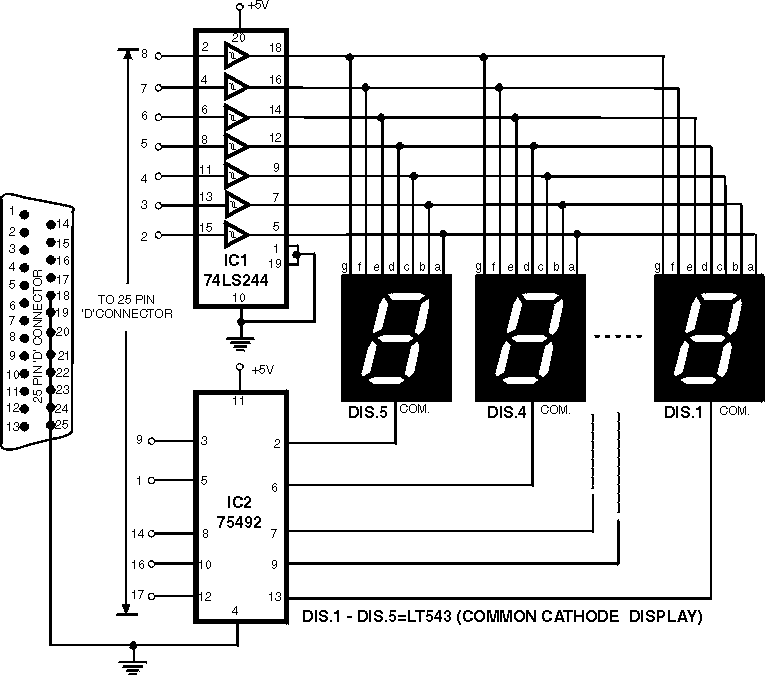 +5V
20
8 2 18
7 4 16
6 6 14
5 8 12
4 11 9
3 13 7
2 15 5
1
19
IC1
74LS244
10
TO 25 PIN
'D'CONNECTOR
1
2
3
4
5
6
7
8
9
10
11
12
13
14
15
16
17
18
19
20
21
22
23
24
25
25 PIN 'D' CONNECTOR
g f e d c b a
g f e d c b a
g f e d c b a
DIS.5 COM.
DIS.4 COM.
DIS.1 COM.
+5V
11
9 3 2
1 5 6
IC2
75492
14 8 7
16 10 9
17 12 13
4
DIS.1 - DIS.5=LT543 (COMMON CATHODE DISPLAY)